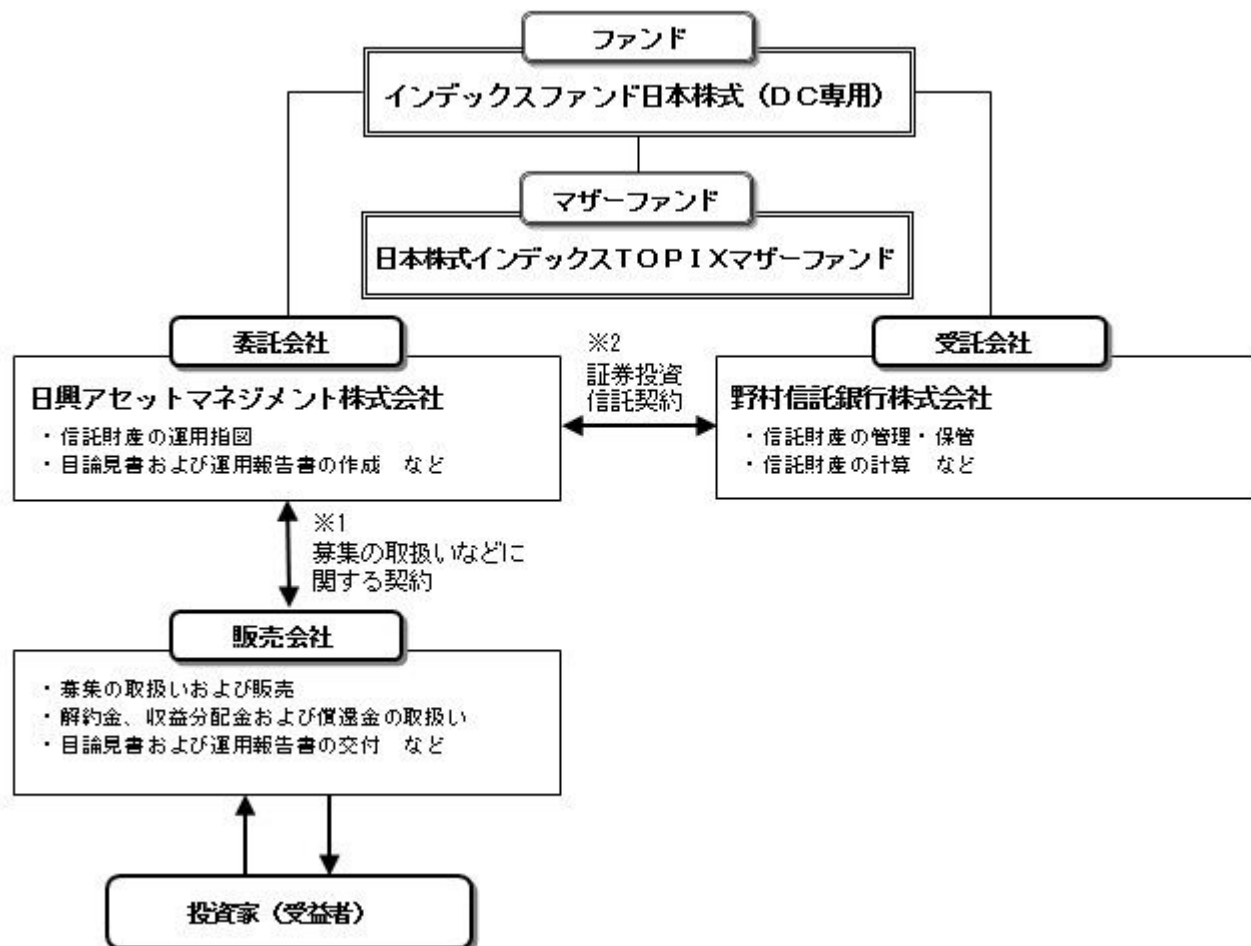 ファンド
インデックスファンド日本株式（ＤＣ専用）
マザーファンド
日本株式インデックスＴＯＰＩＸマザーファンド
委託会社
日興アセットマネジメント株式会社
・信託財産の運用指図
・目論見書および運用報告書の作成　など
※2
証券投資
信託契約
受託会社
野村信託銀行株式会社
・信託財産の管理・保管
・信託財産の計算　など
※1
募集の取扱いなどに
関する契約
販売会社
・募集の取扱いおよび販売
・解約金、収益分配金および償還金の取扱い
・目論見書および運用報告書の交付　など
投資家（受益者）